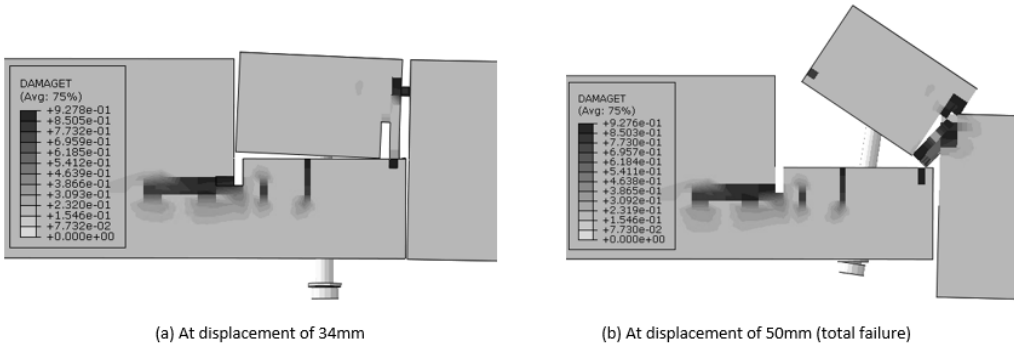 DAMAGET
(Avg: 75%)
+9.278e-01
+8.505e-01
+7.732e-01
+6.959e-01
+6.185e-01
+5.412e-01
+4.639e-01
+3.866e-01
+3.093e-01
+2.320e-01
+1.546e-01
+7.732e-02
+0.000e+00
DAMAGET
(Avg: 75%)
+9.276e-01
+8.503e-01
+7.730e-01
+6.957e-01
+6.184e-01
+5.411e-01
+4.638e-01
+3.865e-01
+3.092e-01
+2.319e-01
+1.546e-01
+7.730e-02
+0.000e+00
(a) At displacement of 34mm
(b) At displacement of 50mm (total failure)